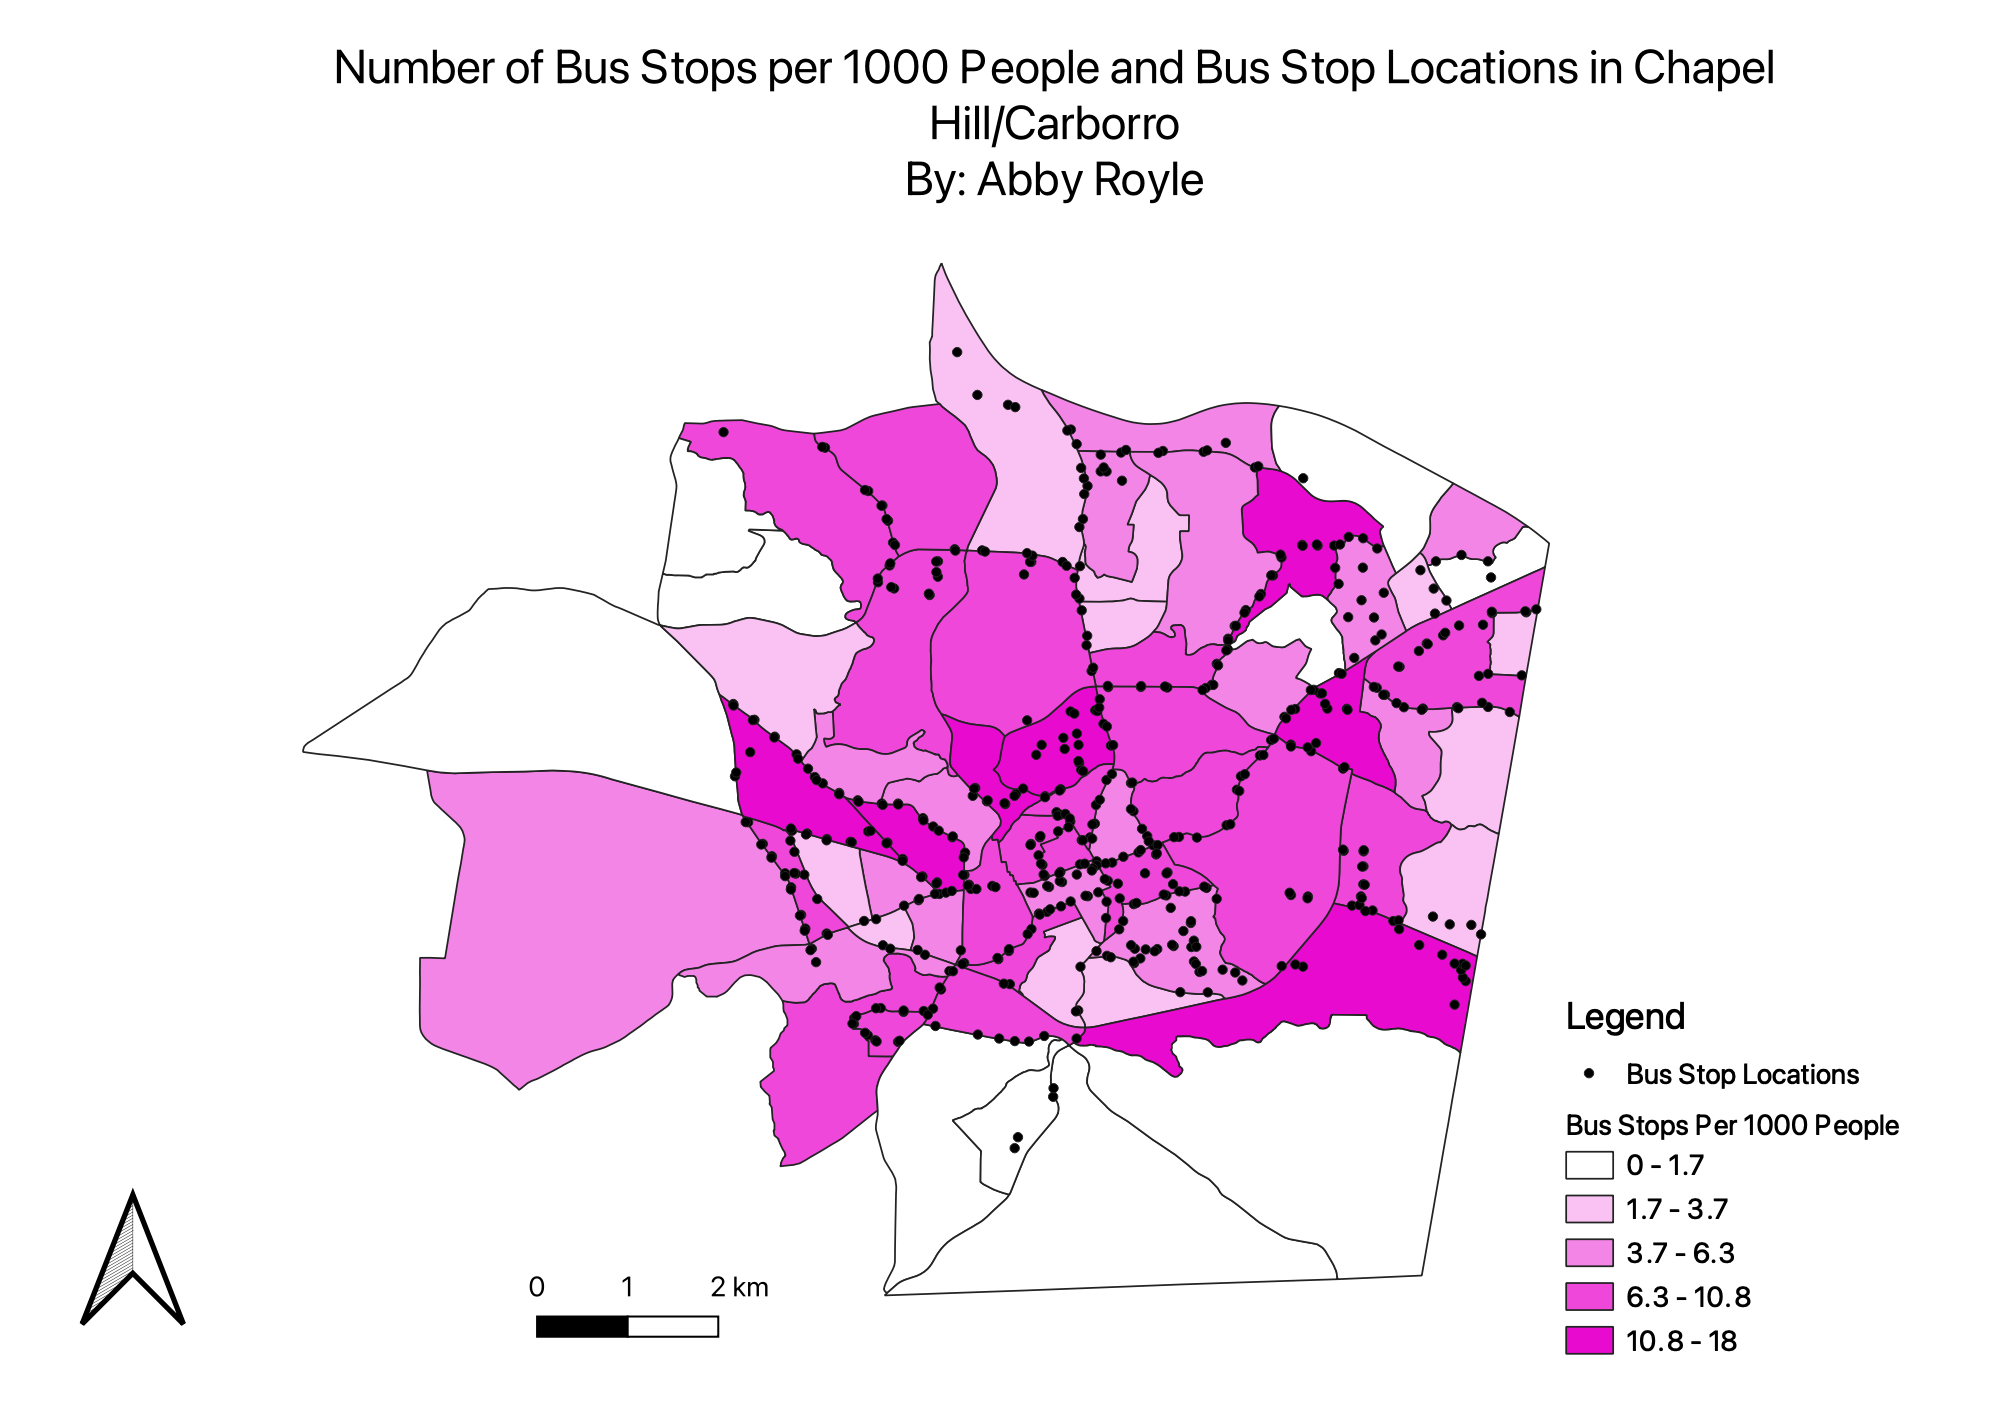 Number of Bus Stops per 1000 People and Bus Stop Locations in Chapel
Hill/Carborro
By: Abby Royle
Legend
Bus Stop Locations
Bus Stops Per 1000 People
0 - 1.7
1.7 - 3.7
3.7 - 6.3
6.3 - 10.8
10.8 - 18
0 1 2 km